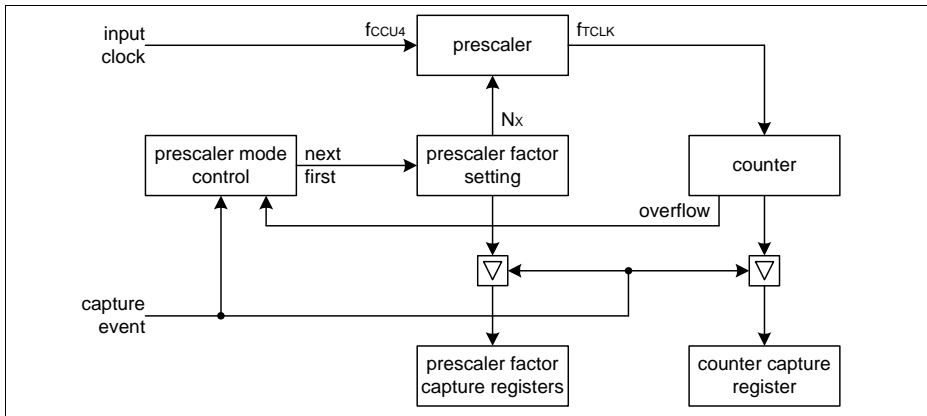 input
clock
fCCU4
prescaler
fTCLK
NX
prescaler mode
control
next
first
prescaler factor
setting
counter
overflow
capture
event
prescaler factor
capture registers
counter capture
register